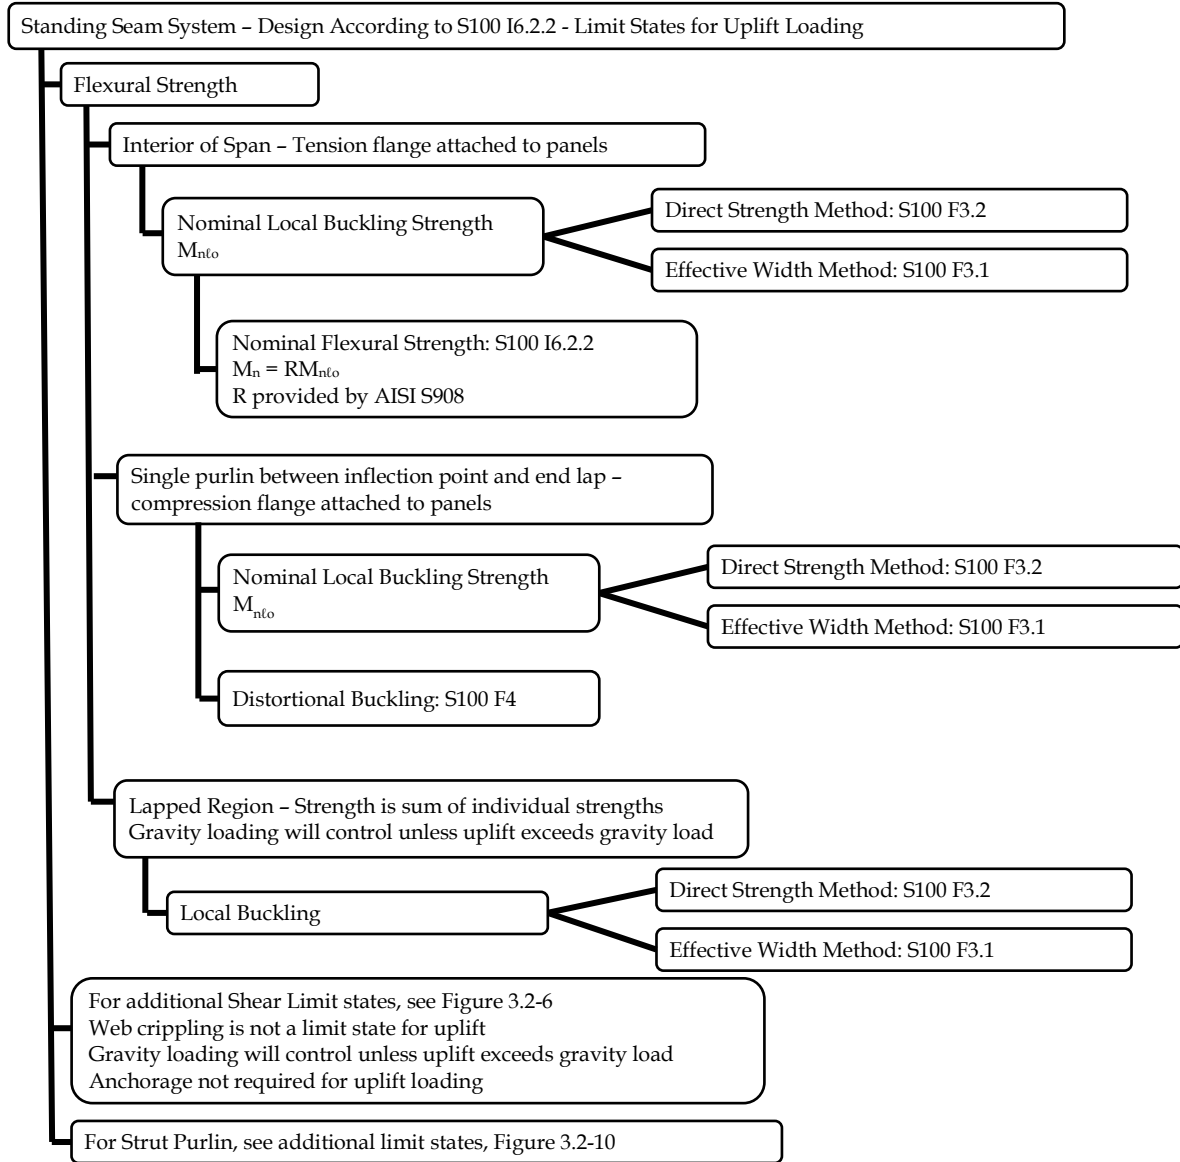 Standing Seam System – Design According to S100 I6.2.2 - Limit States for Uplift Loading
Flexural Strength
Interior of Span – Tension flange attached to panels
Nominal Local Buckling Strength
Mnℓo
Direct Strength Method: S100 F3.2
Effective Width Method: S100 F3.1
Nominal Flexural Strength: S100 I6.2.2
Mn = RMnℓo
R provided by AISI S908
Single purlin between inflection point and end lap –
compression flange attached to panels
Nominal Local Buckling Strength
Mnℓo
Direct Strength Method: S100 F3.2
Effective Width Method: S100 F3.1
Distortional Buckling: S100 F4
Lapped Region – Strength is sum of individual strengths
Gravity loading will control unless uplift exceeds gravity load
Local Buckling
Direct Strength Method: S100 F3.2
Effective Width Method: S100 F3.1
For additional Shear Limit states, see Figure 3.2-6
Web crippling is not a limit state for uplift
Gravity loading will control unless uplift exceeds gravity load
Anchorage not required for uplift loading
For Strut Purlin, see additional limit states, Figure 3.2-10